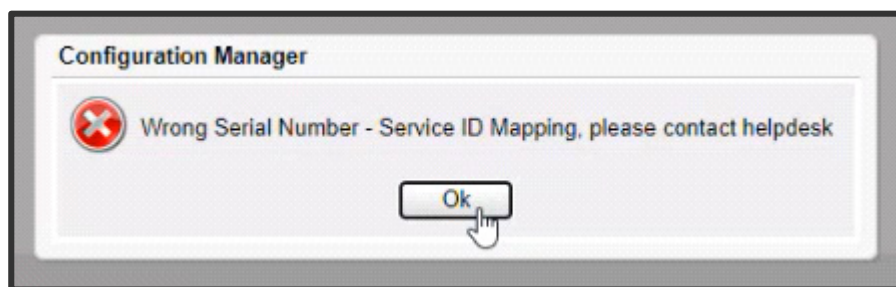 Configuration Manager
Wrong Serial Number - Service ID Mapping, please contact helpdesk
Ok